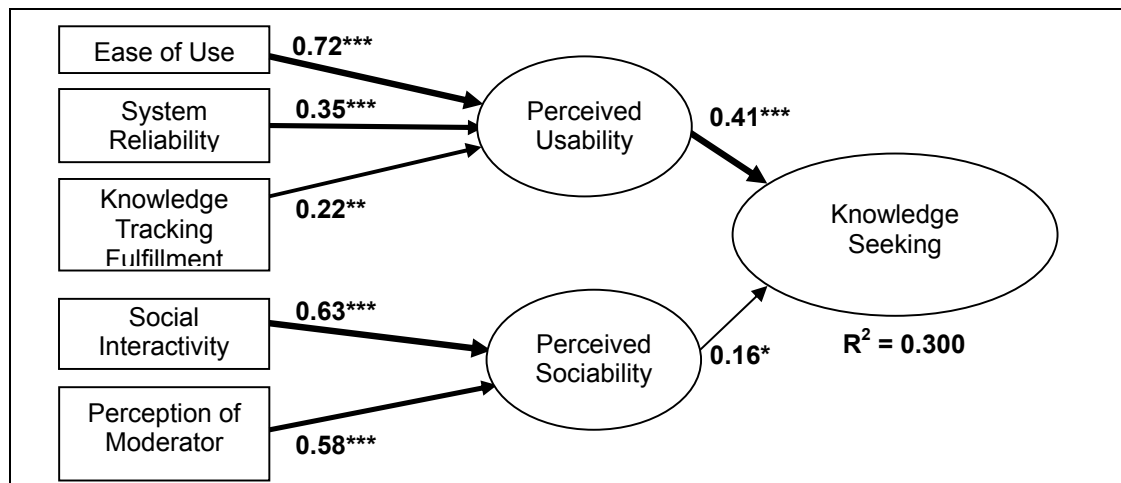 Ease of Use
0.72***
System
Reliability
0.35***
Knowledge
Tracking
Fulfillment
0.22**
Social
Interactivity
0.63***
Perception of
Moderator
0.58***
Perceived
Usability
0.41***
Perceived
Sociability
0.16*
Knowledge
Seeking
R² = 0.300